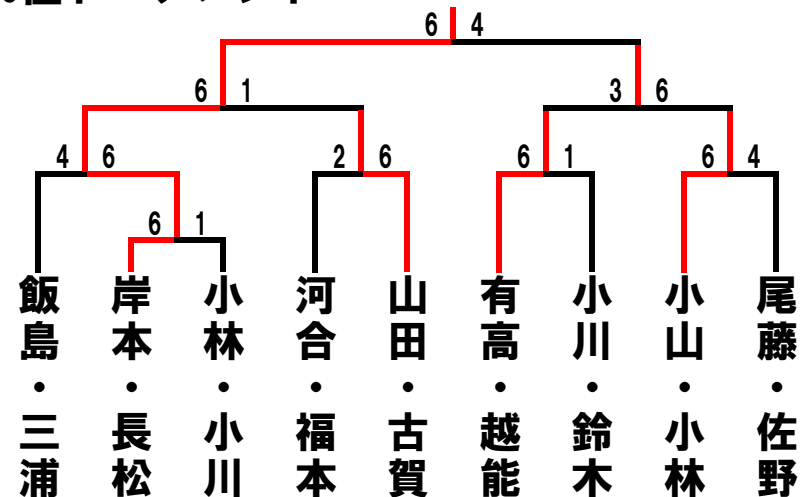 6 4
6 1 3 6
4 6 2 6 6 1 6 4
6 1
飯島・三浦
岸本・長松
小林・小川
河合・福本
山田・古賀
有高・越能
小川・鈴木
小山・小林
尾藤・佐野